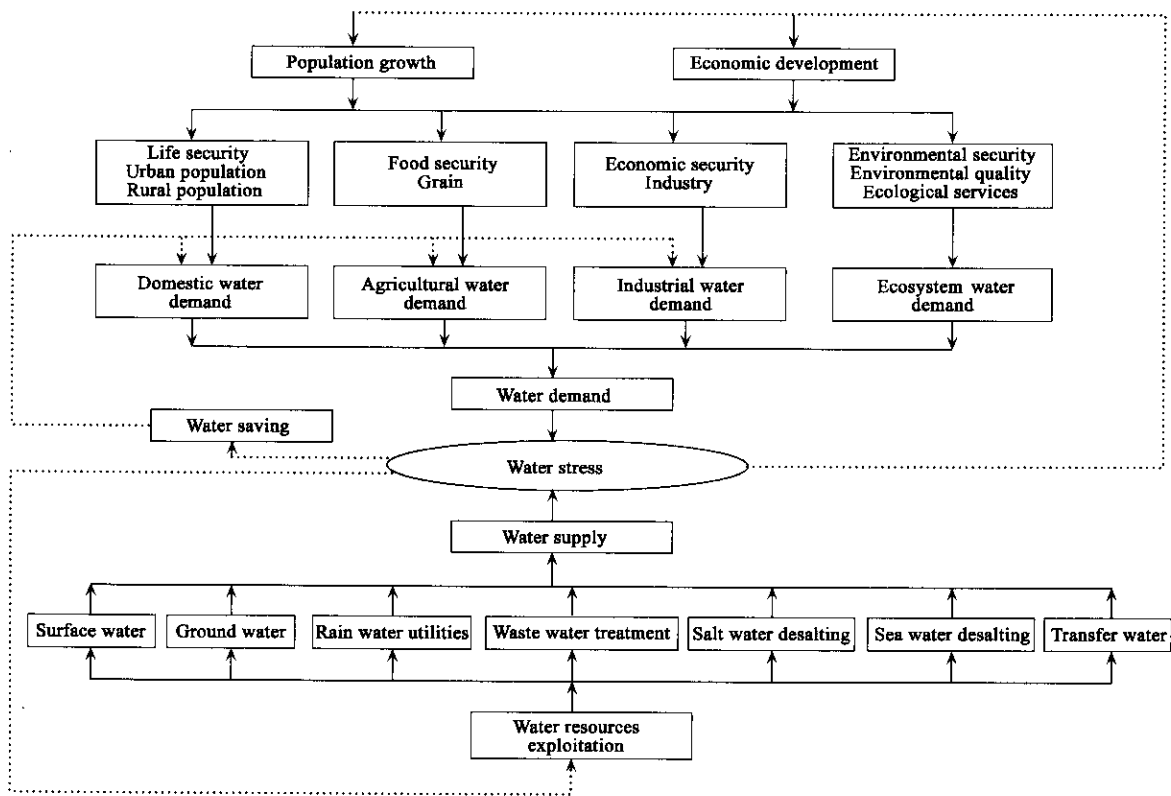 Population growth
Economic development
Life security
Urban population
Rural population
Food security
Grain
Economic security
Industry
Environmental security
Environmental quality
Ecological services
Domestic water
demand
Agricultural water
demand
Industrial water
demand
Ecosystem water
demand
Water demand
Water saving
Water stress
Water supply
Surface water
Ground water
Rain water utilities
Waste water treatment
Salt water desalting
Sea water desalting
Transfer water
Water resources
exploitation